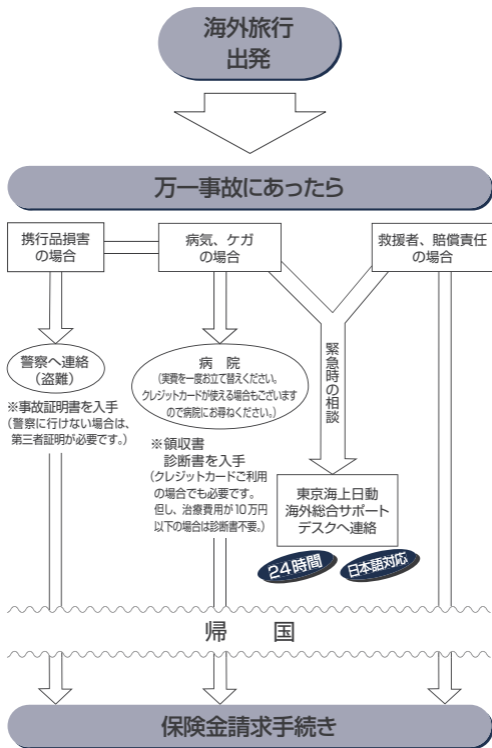 海外旅行
出発
万一事故にあったら
携行品損害
の場合
病気、ケガ
の場合
救援者、賠償責任
の場合
警察へ連絡
(盗難)
※事故証明書を入手
(警察に行けない場合は、
第三者証明が必要です。)
病 院
(実費を一度お立て替えください。
クレジットカードが使える場合もございます
ので病院にお尋ねください。)
※領収書
診断書を入手
(クレジットカードご利用
の場合でも必要です。
但し、治療費用が10万円
以下の場合は診断書不要。)
緊急時の相談
東京海上日動
海外総合サポート
デスクへ連絡
24時間
日本語対応
帰 国
保険金請求手続き